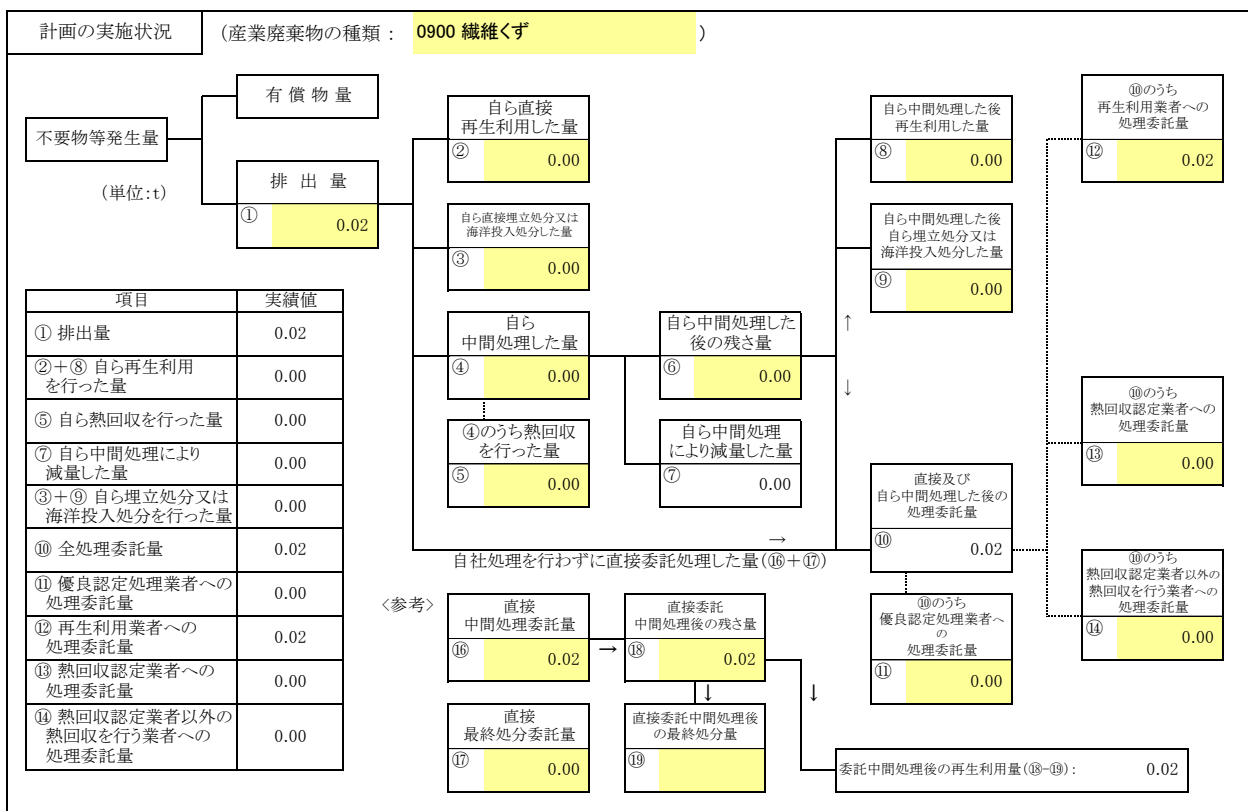 計画の実施状況
(産業廃棄物の種類： 0900 繊維くず )
不要物等発生量
(単位:t)
有 償 物 量
排 出 量
① 0.02
自ら直接
再生利用した量
② 0.00
自ら直接埋立処分又は
海洋投入処分した量
③ 0.00
自ら
中間処理した量
④ 0.00
④のうち熱回収
を行った量
⑤ 0.00
自ら中間処理した
後の残さ量
⑥ 0.00
自ら中間処理
により減量した量
⑦ 0.00
自ら中間処理した後
再生利用した量
⑧ 0.00
自ら中間処理した後
自ら埋立処分又は
海洋投入処分した量
⑨ 0.00
↑
↓
直接及び
自ら中間処理した後の
処理委託量
⑩ 0.02
→
自社処理を行わずに直接委託処理した量(⑯＋⑰)
⑩のうち
優良認定処理業者へ
の
処理委託量
⑪ 0.00
⑩のうち
再生利用業者への
処理委託量
⑫ 0.02
⑩のうち
熱回収認定業者への
処理委託量
⑬ 0.00
⑩のうち
熱回収認定業者以外の
熱回収を行う業者への
処理委託量
⑭ 0.00
項目 実績値
① 排出量 0.02
②＋⑧ 自ら再生利用
を行った量 0.00
⑤ 自ら熱回収を行った量 0.00
⑦ 自ら中間処理により
減量した量 0.00
③＋⑨ 自ら埋立処分又は
海洋投入処分を行った量 0.00
⑩ 全処理委託量 0.02
⑪ 優良認定処理業者への
処理委託量 0.00
⑫ 再生利用業者への
処理委託量 0.02
⑬ 熱回収認定業者への
処理委託量 0.00
⑭ 熱回収認定業者以外の
熱回収を行う業者への
処理委託量 0.00
〈参考〉
直接
中間処理委託量
⑯ 0.02
→
直接委託
中間処理後の残さ量
⑱ 0.02
↓
↓
直接
最終処分委託量
⑰ 0.00
直接委託中間処理後
の最終処分量
⑲
委託中間処理後の再生利用量(⑱-⑲)： 0.02